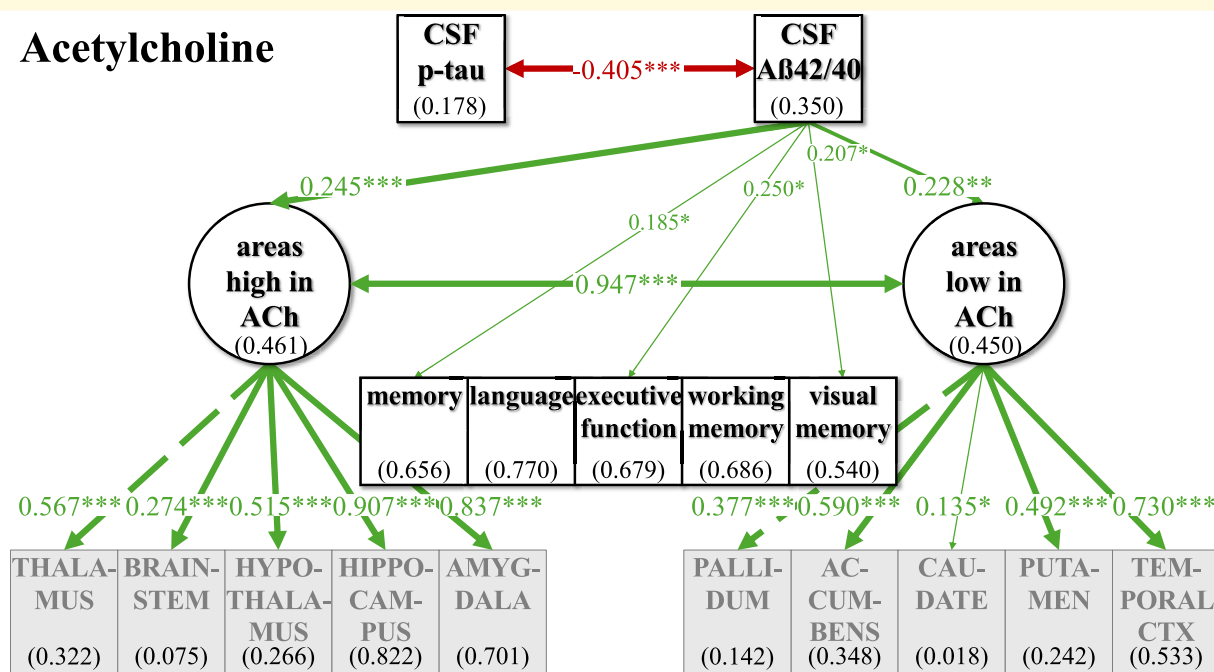 Acetylcholine
CSF
p-tau
(0.178)
-0.405***
CSF
Aß42/40
(0.350)
0.245***
0.185*
0.250*
0.207*
0.228**
areas
high in
ACh
(0.461)
0.947***
areas
low in
ACh
(0.450)
memory
(0.656)
language
(0.770)
executive
function
(0.679)
working
memory
(0.686)
visual
memory
(0.540)
0.567*** 0.274*** 0.515*** 0.907*** 0.837***
0.377*** 0.590*** 0.135* 0.492*** 0.730***
THALA-
MUS
(0.322)
BRAIN-
STEM
(0.075)
HYPO-
THALA-
MUS
(0.266)
HIPPO-
CAM-
PUS
(0.822)
AMYG-
DALA
(0.701)
PALLI-
DUM
(0.142)
AC-
CUM-
BENS
(0.348)
CAU-
DATE
(0.018)
PUTA-
MEN
(0.242)
TEM-
PORAL
CTX
(0.533)